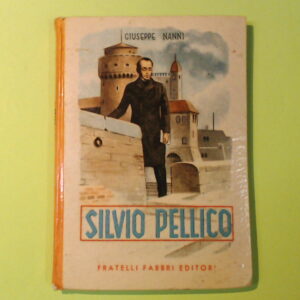 GIUSEPPE NANNI
SILVIO PELLICO
FRATELLI FABBRI EDITORI